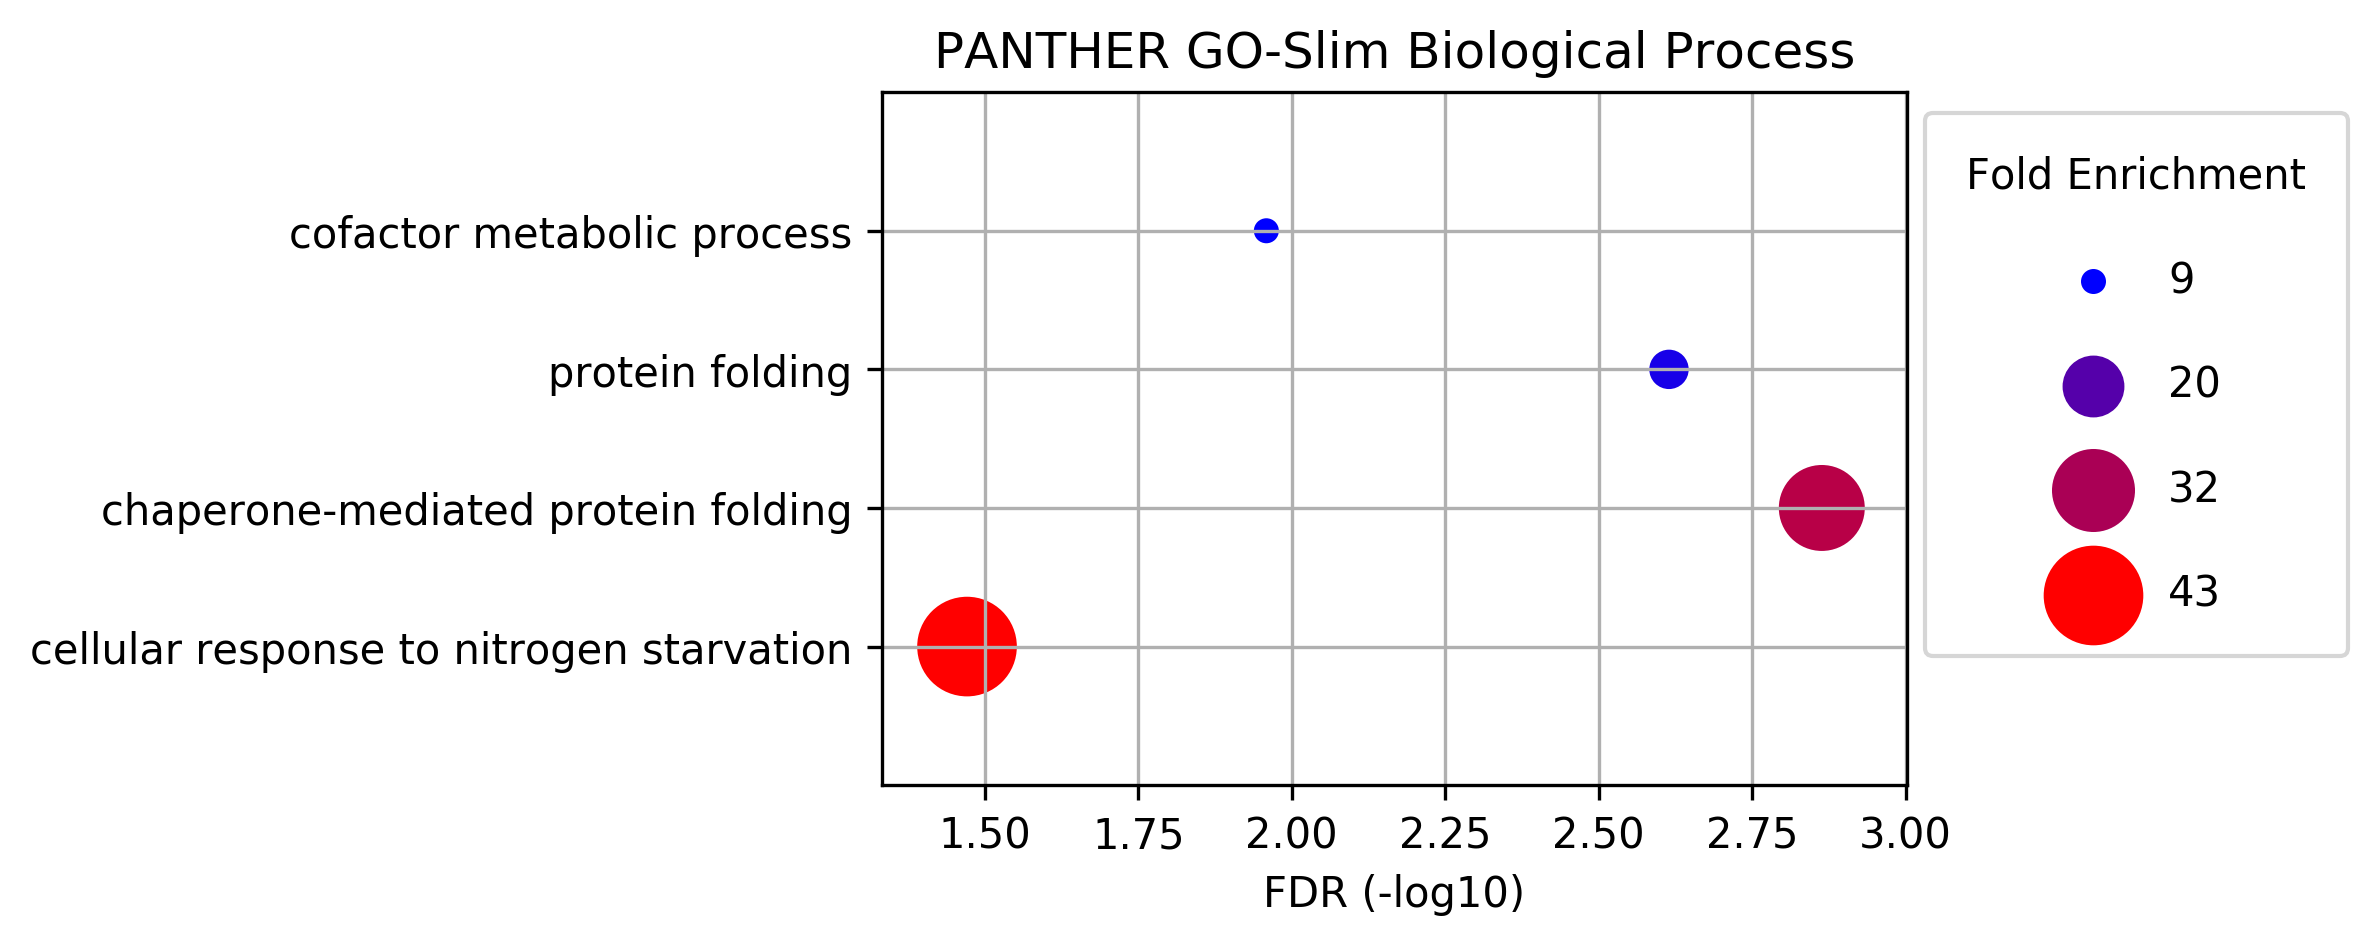 PANTHER GO-Slim Biological Process
cofactor metabolic process
protein folding
chaperone-mediated protein folding
cellular response to nitrogen starvation
1.50 1.75 2.00 2.25 2.50 2.75 3.00
FDR (-log10)
Fold Enrichment
9
20
32
43